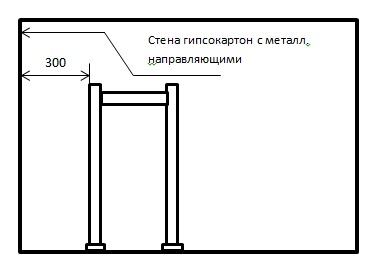 Стена гипсокартон с металл,
направляющими
300